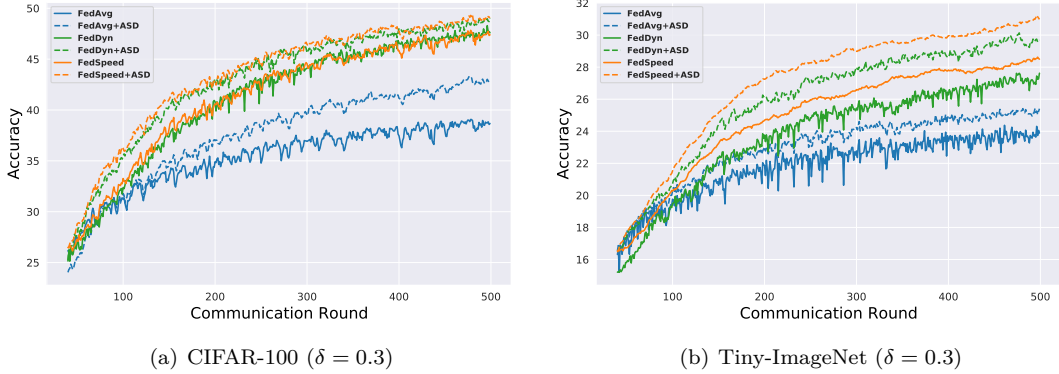 50
45
40
35
30
25
Accuracy
FedAvg
FedAvg+ASD
FedDyn
FedDyn+ASD
FedSpeed
FedSpeed+ASD
100
200
300
400
500
Communication Round
(a) CIFAR-100 (δ = 0.3)
32
30
28
26
24
22
20
18
16
Accuracy
FedAvg
FedAvg+ASD
FedDyn
FedDyn+ASD
FedSpeed
FedSpeed+ASD
100
200
300
400
500
Communication Round
(b) Tiny-ImageNet (δ = 0.3)